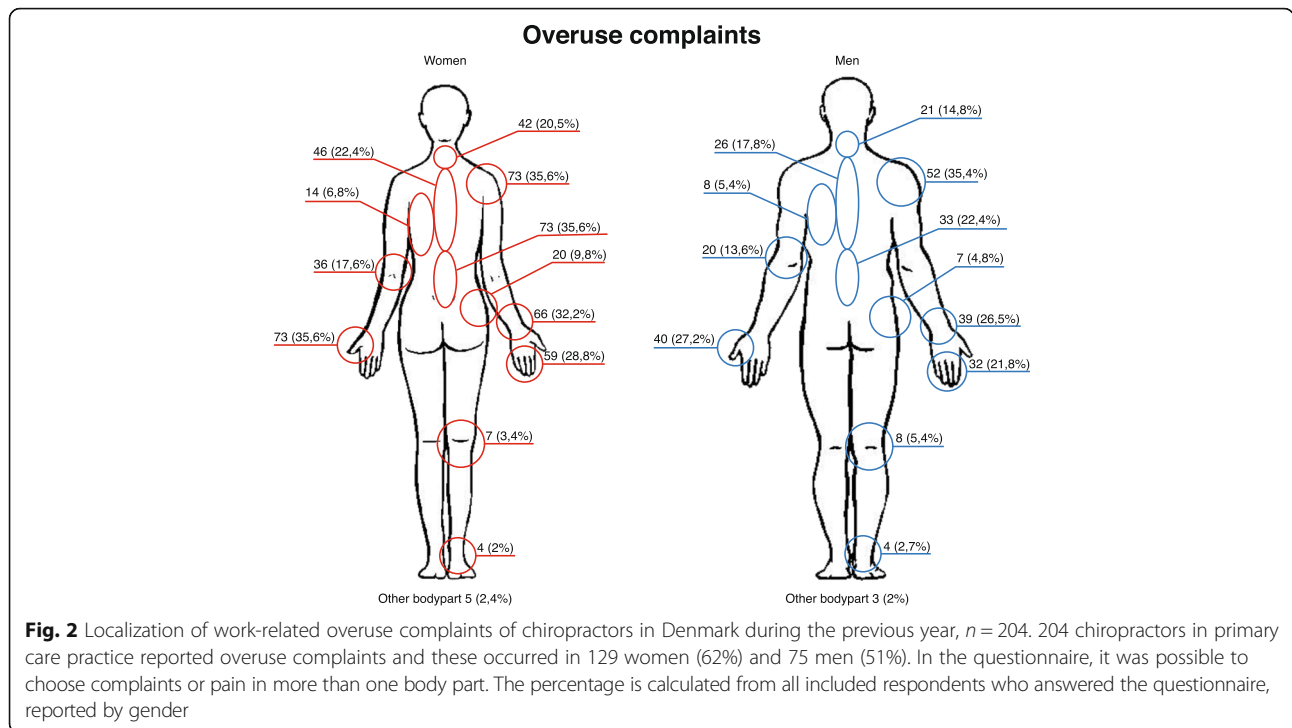 Overuse complaints
Women
42 (20,5%)
46 (22,4%)
73 (35,6%)
14 (6,8%)
73 (35,6%)
20 (9,8%)
36 (17,6%)
66 (32,2%)
73 (35,6%)
59 (28,8%)
7 (3,4%)
4 (2%)
Other bodypart 5 (2,4%)
Men
21 (14,8%)
26 (17,8%)
52 (35,4%)
8 (5,4%)
33 (22,4%)
20 (13,6%)
7 (4,8%)
39 (26,5%)
40 (27,2%)
32 (21,8%)
8 (5,4%)
4 (2,7%)
Other bodypart 3 (2%)
Fig. 2 Localization of work-related overuse complaints of chiropractors in Denmark during the previous year, n = 204. 204 chiropractors in primary
care practice reported overuse complaints and these occurred in 129 women (62%) and 75 men (51%). In the questionnaire, it was possible to
choose complaints or pain in more than one body part. The percentage is calculated from all included respondents who answered the questionnaire,
reported by gender